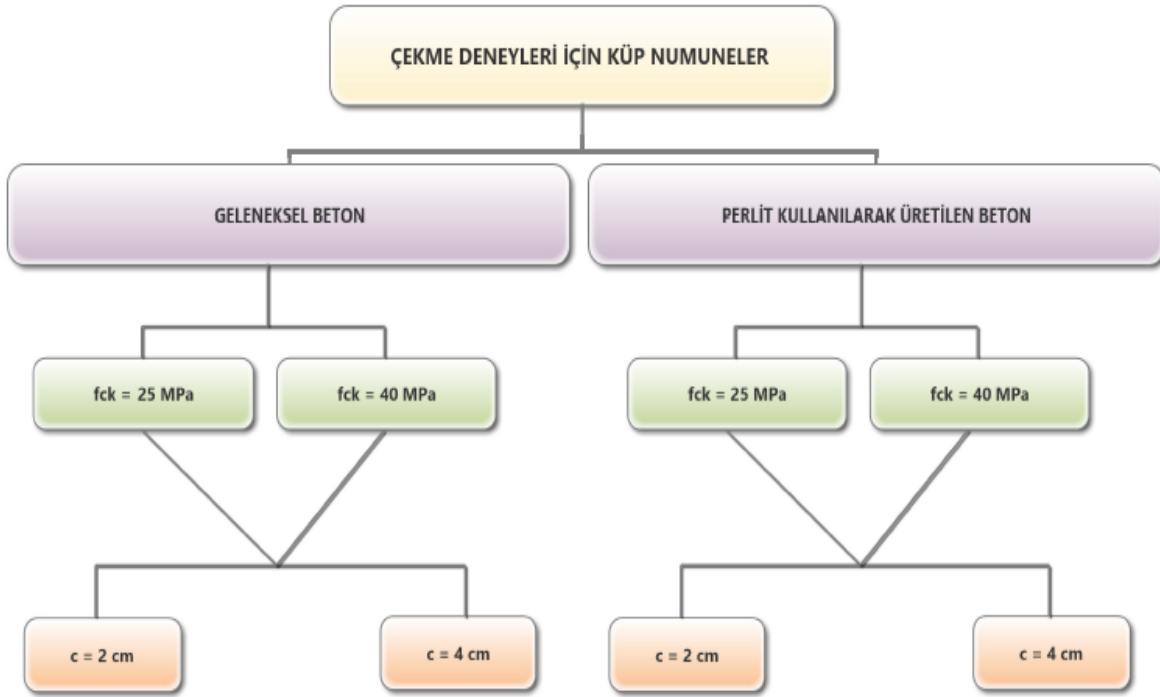 ÇEKME DENEYLERİ İÇİN KÜP NUMUNELER
GELENEKSEL BETON
PERLİT KULLANILARAK ÜRETİLEN BETON
fck = 25 MPa
fck = 40 MPa
fck = 25 MPa
fck = 40 MPa
c = 2 cm
c = 4 cm
c = 2 cm
c = 4 cm